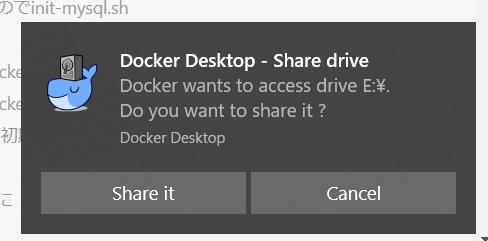 のでinit-mysql.sh
Docker Desktop - Share drive
Docker wants to access drive E:¥.
Do you want to share it ?
Docker Desktop
Share it
Cancel